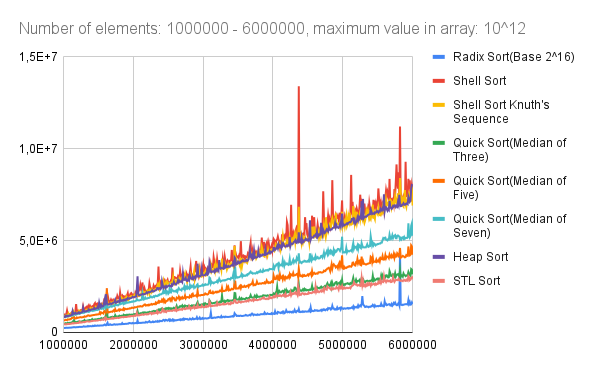 Number of elements: 1000000 - 6000000, maximum value in array: 10^12
1,5E+7
1,0E+7
5,0E+6
0
1000000 2000000 3000000 4000000 5000000 6000000
Radix Sort(Base 2^16)
Shell Sort
Shell Sort Knuth's
Sequence
Quick Sort(Median of
Three)
Quick Sort(Median of
Five)
Quick Sort(Median of
Seven)
Heap Sort
STL Sort